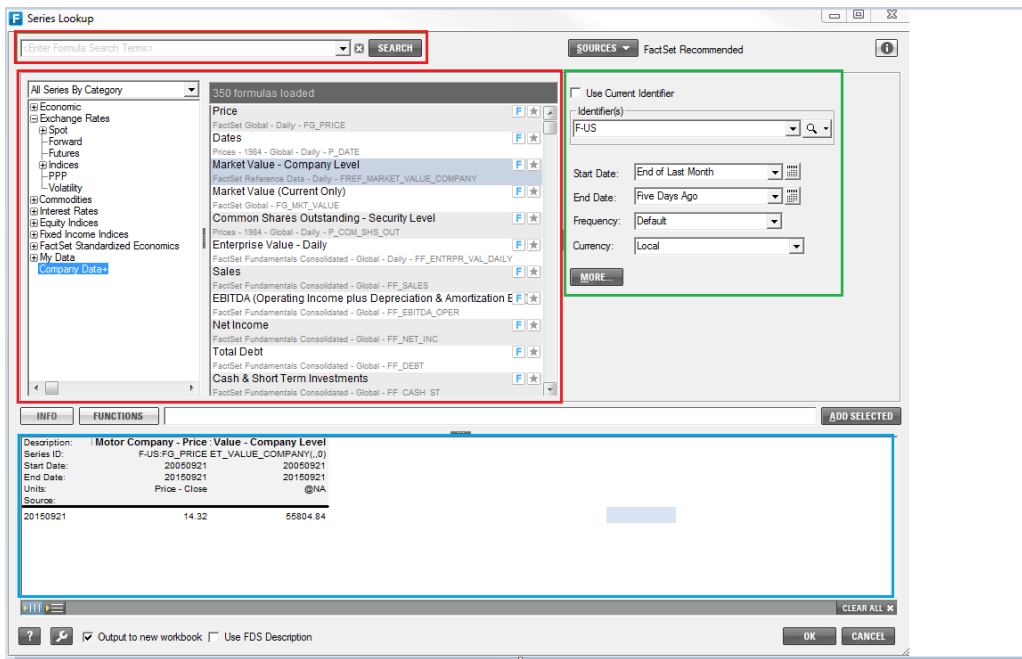 F Series Lookup
<Enter Formula Search Terms>
SEARCH
SOURCES
FactSet Recommended
All Series By Category
Economic
Exchange Rates
Spot
Forward
Futures
Indices
PPP
Volatility
Commodities
Interest Rates
Equity Indices
Fixed Income Indices
FactSet Standardized Economics
My Data
Company Data+
350 formulas loaded
Price F
FactSet Global - Daily - FG_PRICE
Dates F
Prices - 1984 - Global - Daily - P_DATE
Market Value - Company Level F
FactSet Reference Data - Daily - FREF_MARKET_VALUE_COMPANY
Market Value (Current Only) F
FactSet Global - FG_MKT_VALUE
Common Shares Outstanding - Security Level F
Prices - 1984 - Global - Daily - P_COM_SHS_OUT
Enterprise Value - Daily F
FactSet Fundamentals Consolidated - Global - Daily - FF_ENTRPR_VAL_DAILY
Sales F
FactSet Fundamentals Consolidated - Global - FF_SALES
EBITDA (Operating Income plus Depreciation & Amortization E F
FactSet Fundamentals Consolidated - Global - FF_EBITDA_OPER
Net Income F
FactSet Fundamentals Consolidated - Global - FF_NET_INC
Total Debt F
FactSet Fundamentals Consolidated - Global - FF_DEBT
Cash & Short Term Investments F
FactSet Fundamentals Consolidated - Global - FF_CASH_ST
Use Current Identifier
Identifier(s)
F-US
Start Date: End of Last Month
End Date: Five Days Ago
Frequency: Default
Currency: Local
MORE...
INFO FUNCTIONS ADD SELECTED
Description: Motor Company - Price : Value - Company Level
Series ID: F-US:FG_PRICE ET_VALUE_COMPANY(,,0)
Start Date: 20050921 20050921
End Date: 20150921 20150921
Units: Price - Close @NA
Source:
20150921 14.32 55804.84
CLEAR ALL ×
? Output to new workbook Use FDS Description OK CANCEL